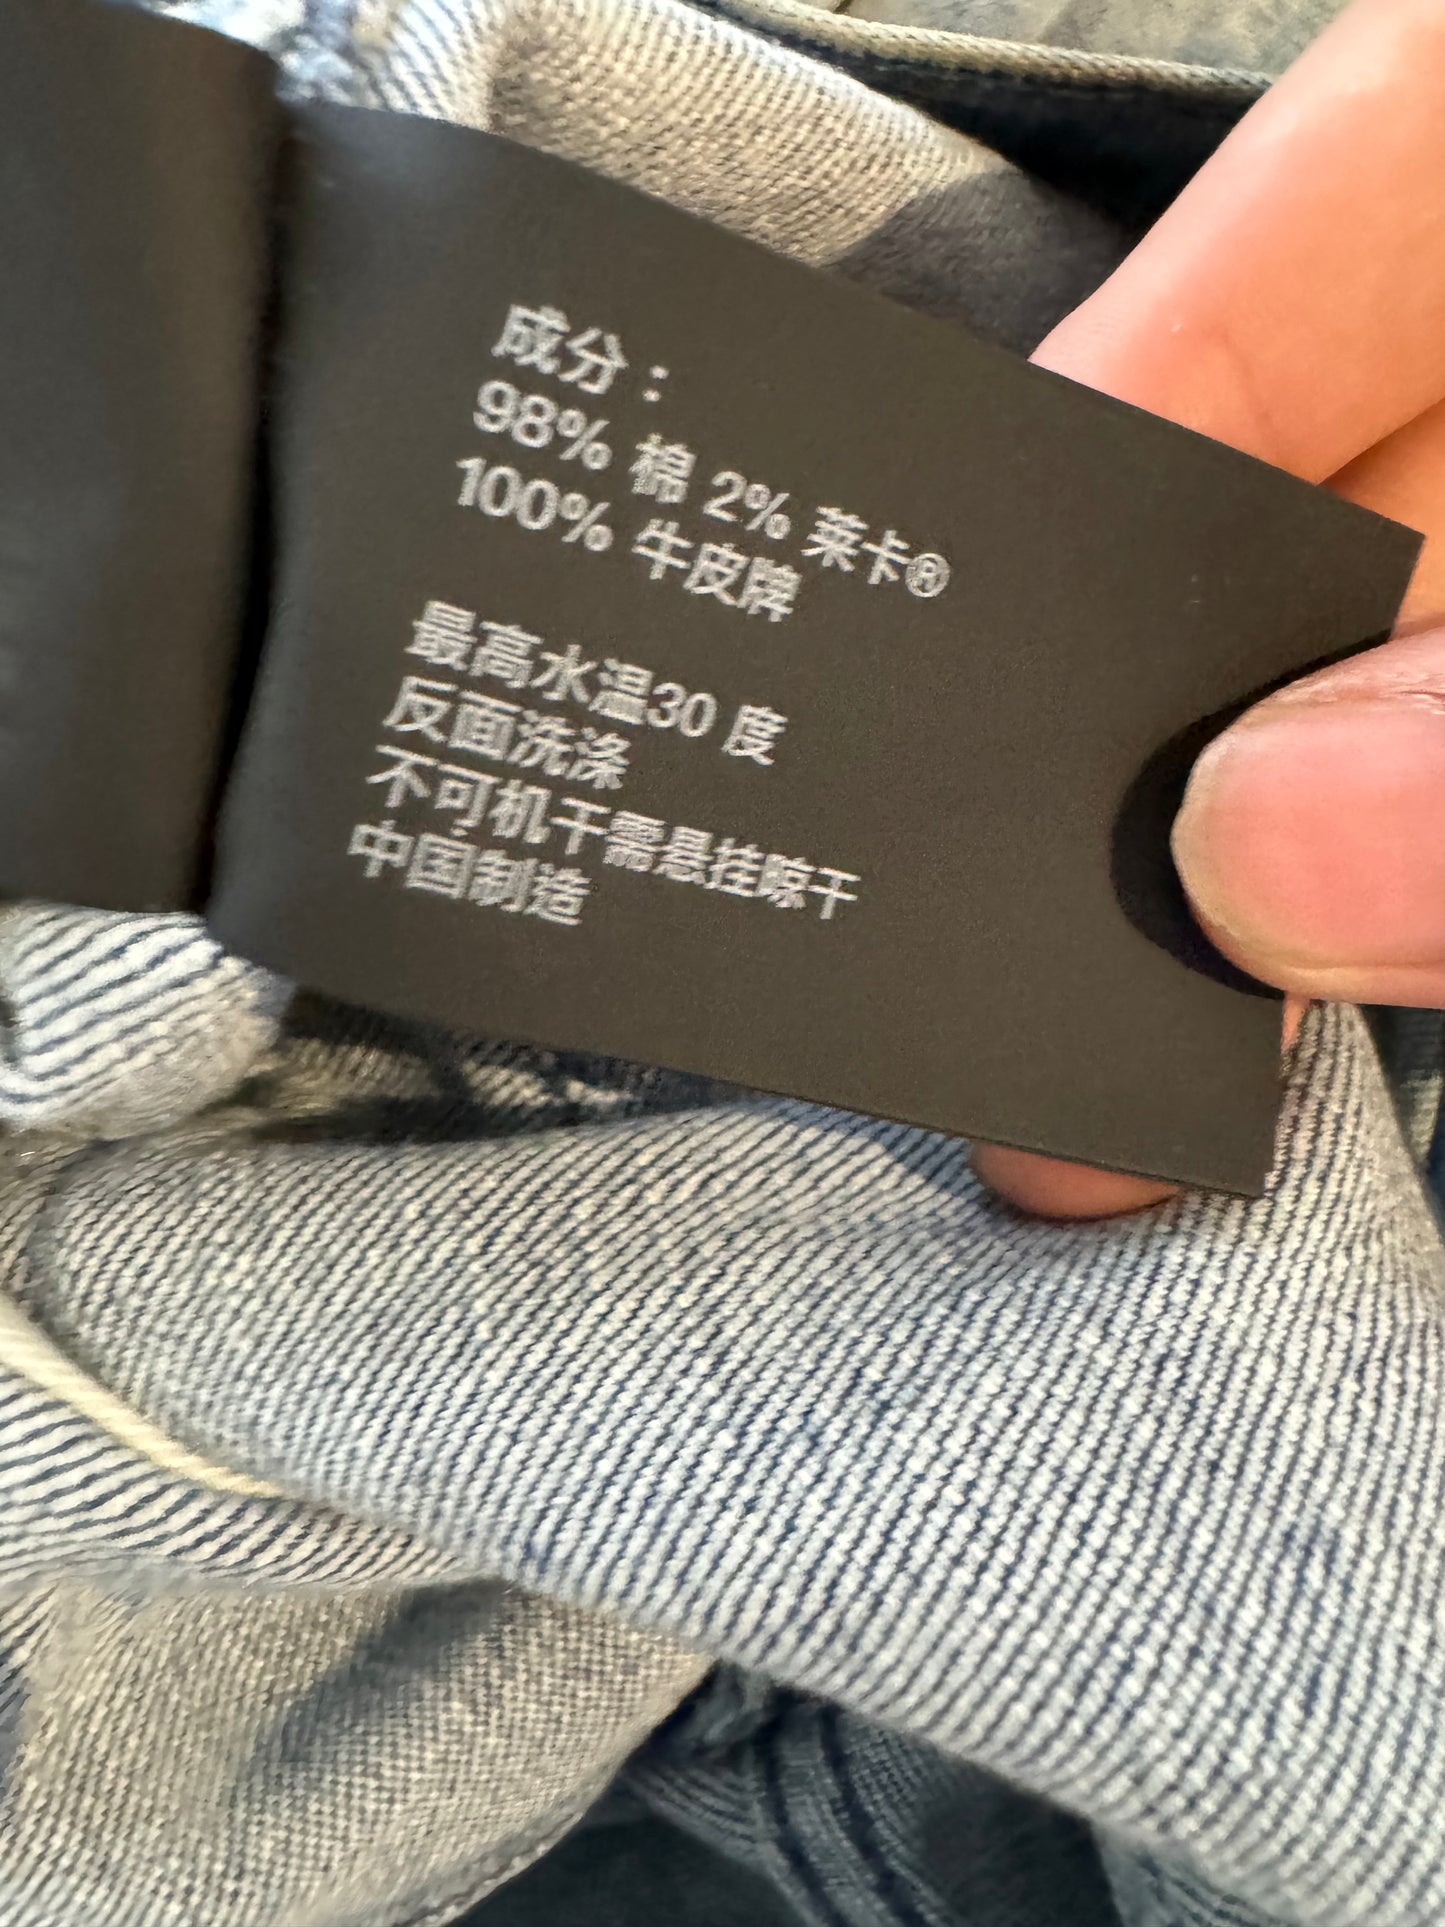 成分：
98% 棉 2% 莱卡®
100% 牛皮牌
最高水温30 度
反面洗涤
不可机干需悬挂晾干
中国制造